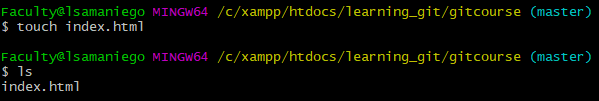 Faculty@lsamaniego MINGW64 /c/xampp/htdocs/learning_git/gitcourse (master)
$ touch index.html
Faculty@lsamaniego MINGW64 /c/xampp/htdocs/learning_git/gitcourse (master)
$ ls
index.html